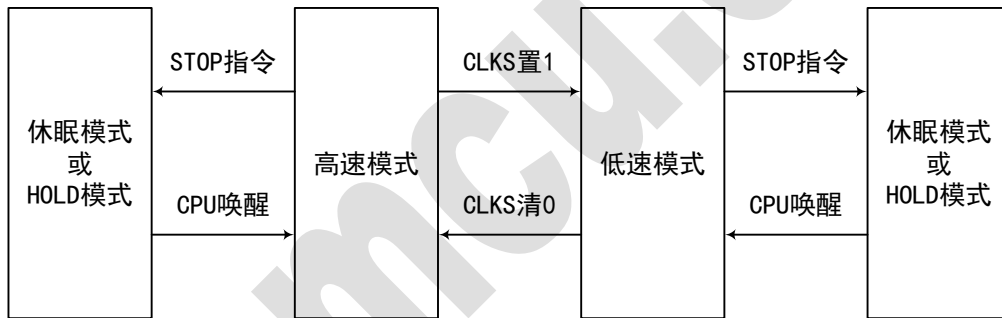 STOP指令
CLKS置1
STOP指令
休眠模式
或
HOLD模式
高速模式
低速模式
休眠模式
或
HOLD模式
CPU唤醒
CLKS清0
CPU唤醒
mcu.